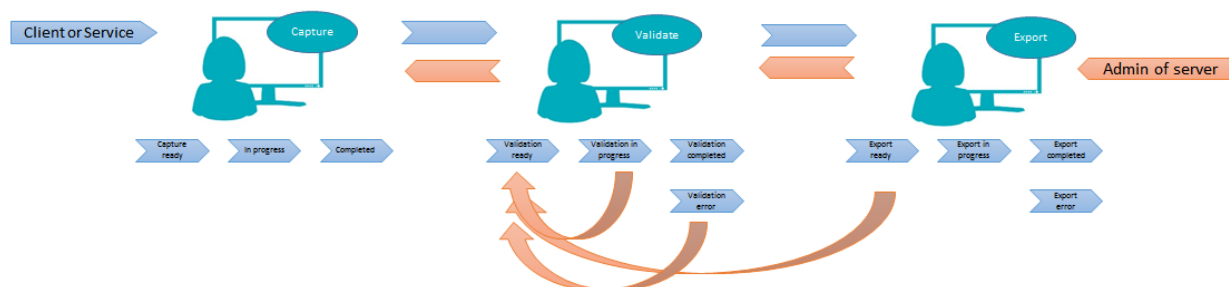 Client or Service
Capture
Validate
Export
Admin of server
Capture
ready
In progress
Completed
Validation
ready
Validation in
progress
Validation
completed
Export
ready
Export in
progress
Export
completed
Validation
error
Export
error